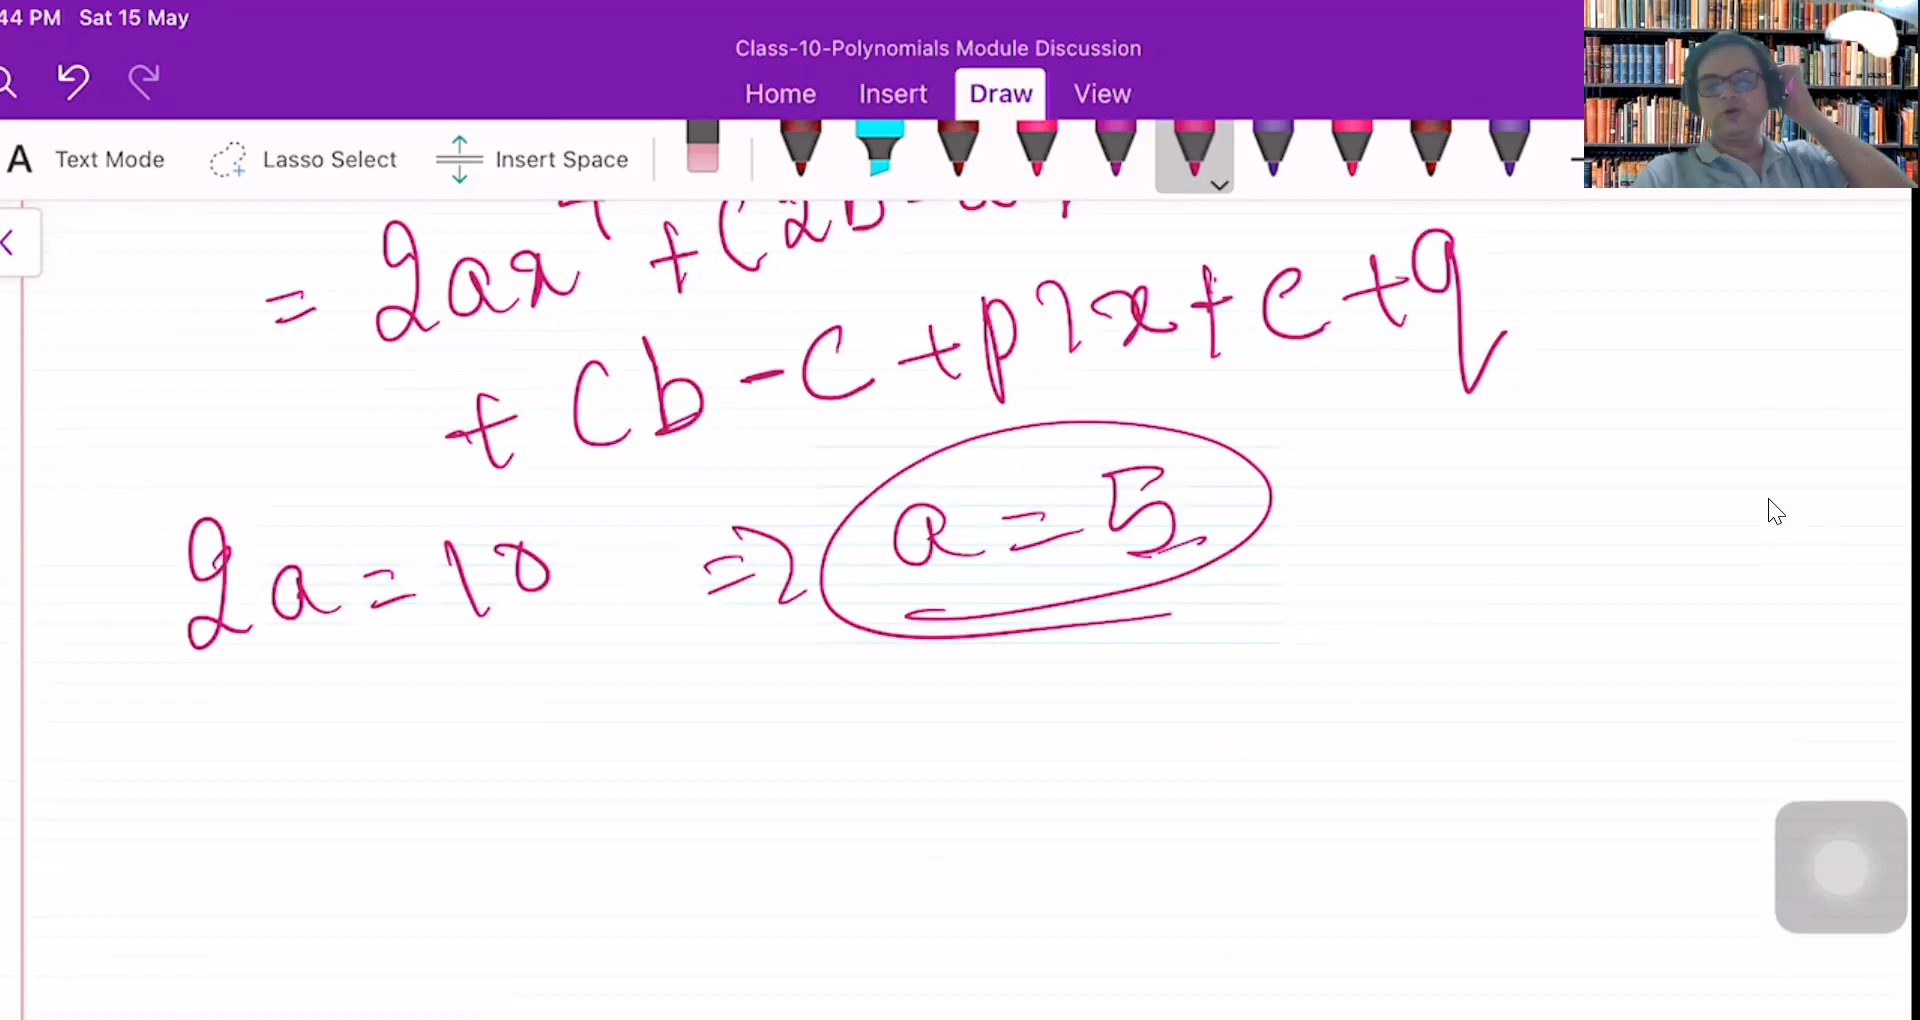 44 PM Sat 15 May
Class-10-Polynomials Module Discussion
Home Insert Draw View
A Text Mode Lasso Select Insert Space
= 2ax + (2b -
+ (b - c + p) x + c + q
2a = 10 => a = 5